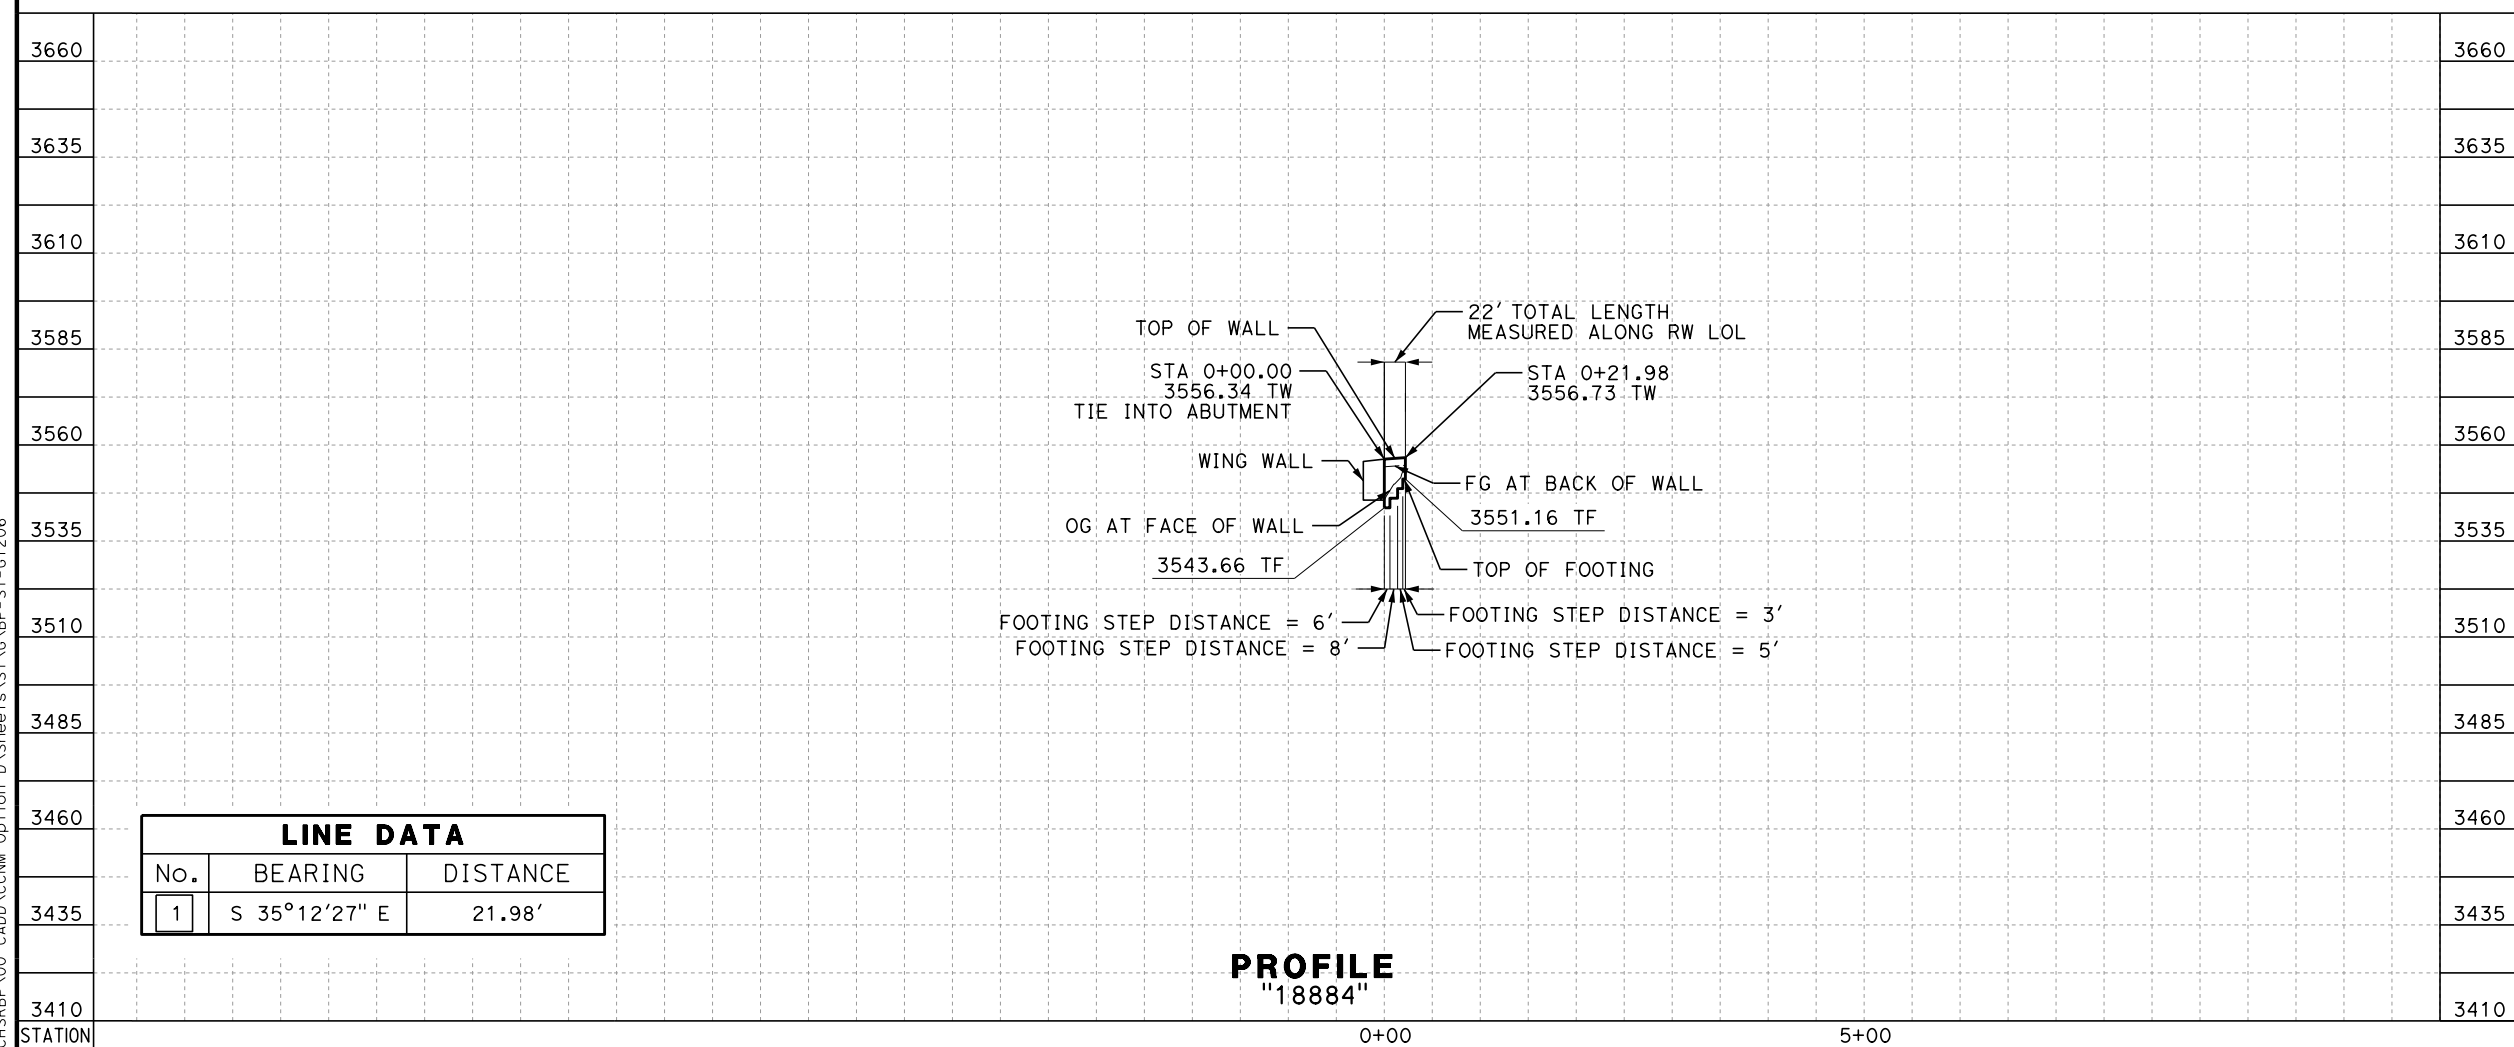 3660
3660
3635
3635
3610
3610
22' TOTAL LENGTH
MEASURED ALONG RW LOL
TOP OF WALL
3585
3585
STA 0+00.00
3556.34 TW
TIE INTO ABUTMENT
STA 0+21.98
3556.73 TW
3560
3560
WING WALL
FG AT BACK OF WALL
3551.16 TF
OG AT FACE OF WALL
3535
3535
3543.66 TF
TOP OF FOOTING
FOOTING STEP DISTANCE = 6'
FOOTING STEP DISTANCE = 3'
3510
3510
FOOTING STEP DISTANCE = 8'
FOOTING STEP DISTANCE = 5'
3485
3485
3460
3460
LINE DATA
No. BEARING DISTANCE
1 S 35°12'27" E 21.98'
3435
3435
PROFILE
"18884"
3410
3410
STATION
0+00
5+00